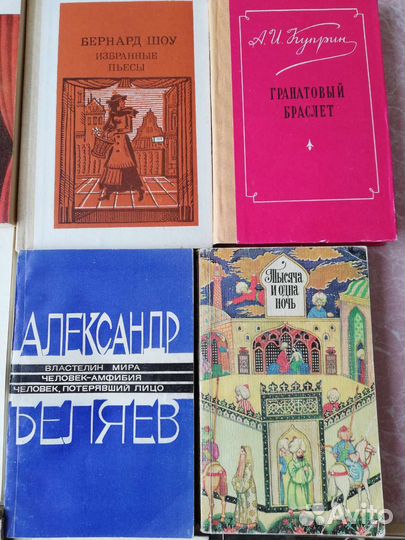 БЕРНАРД ШОУ
ИЗБРАННЫЕ
ПЬЕСЫ
А. И. Куприн
ГРАНАТОВЫЙ
БРАСЛЕТ
АЛЕКСАНДР
ВЛАСТЕЛИН МИРА
ЧЕЛОВЕК-АМФИБИЯ
ЧЕЛОВЕК, ПОТЕРЯВШИЙ ЛИЦО
БЕЛЯЕВ
Тысяча
и одна
ночь
Avito